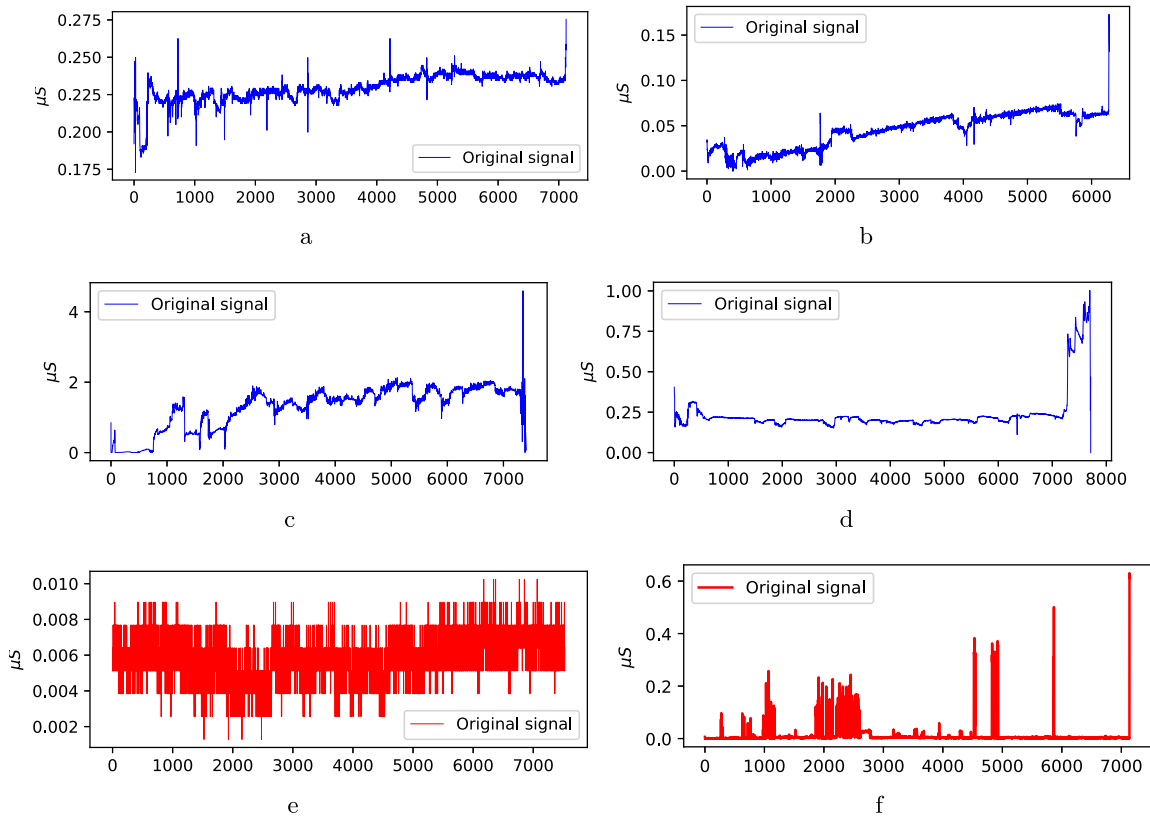 0.275
0.250
0.225
0.200
0.175
μS
Original signal
0 1000 2000 3000 4000 5000 6000 7000
a
0.15
0.10
0.05
0.00
μS
Original signal
0 1000 2000 3000 4000 5000 6000
b
4
2
0
μS
Original signal
0 1000 2000 3000 4000 5000 6000 7000
c
1.00
0.75
0.50
0.25
0.00
μS
Original signal
0 1000 2000 3000 4000 5000 6000 7000 8000
d
0.010
0.008
0.006
0.004
0.002
μS
Original signal
0 1000 2000 3000 4000 5000 6000 7000
e
0.6
0.4
0.2
0.0
μS
Original signal
0 1000 2000 3000 4000 5000 6000 7000
f